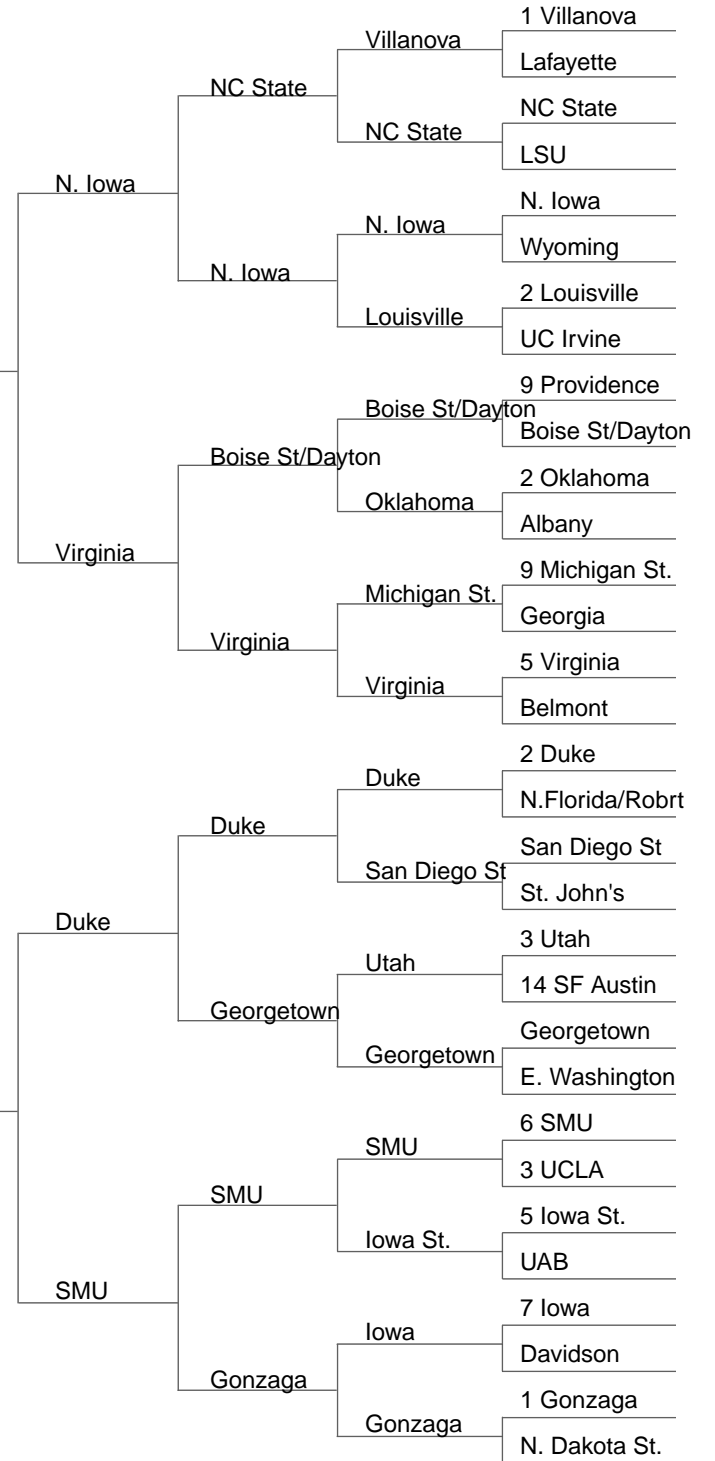 1 Villanova
Villanova
Lafayette
NC State
NC State
NC State
LSU
N. Iowa
N. Iowa
N. Iowa
Wyoming
N. Iowa
2 Louisville
Louisville
UC Irvine
9 Providence
Boise St/Dayton
Boise St/Dayton
Boise St/Dayton
2 Oklahoma
Oklahoma
Albany
Virginia
9 Michigan St.
Michigan St.
Georgia
Virginia
5 Virginia
Virginia
Belmont
2 Duke
Duke
N.Florida/Robrt
Duke
San Diego St
San Diego St
St. John's
Duke
3 Utah
Utah
14 SF Austin
Georgetown
Georgetown
Georgetown
E. Washington
6 SMU
SMU
3 UCLA
SMU
5 Iowa St.
Iowa St.
UAB
SMU
7 Iowa
Iowa
Davidson
Gonzaga
1 Gonzaga
Gonzaga
N. Dakota St.